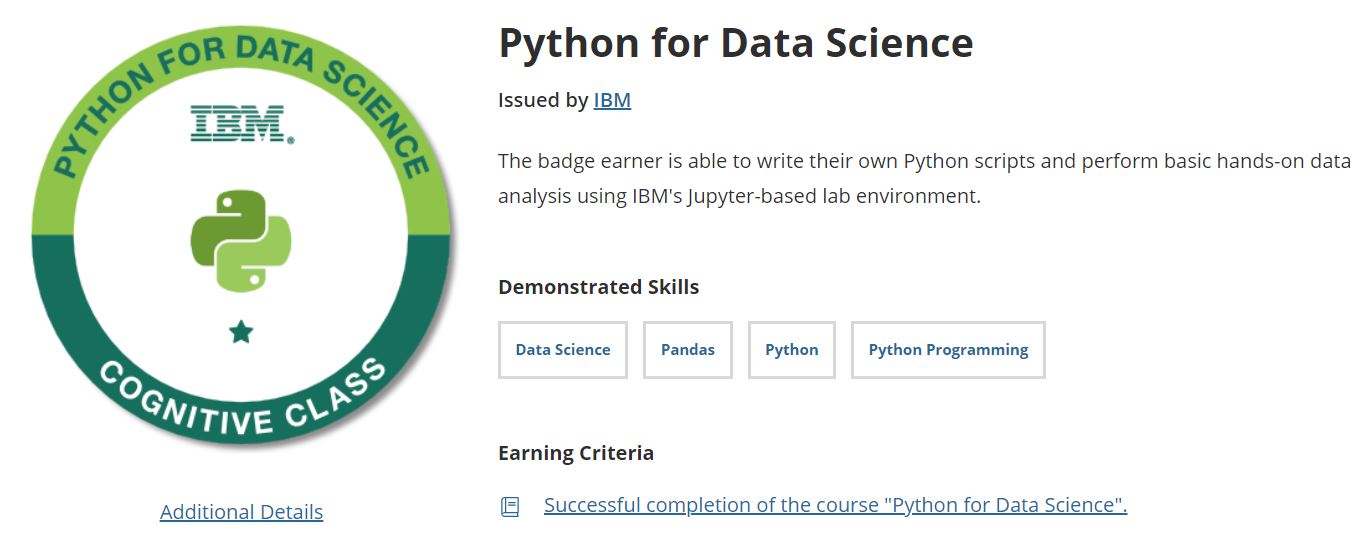 PYTHON FOR DATA SCIENCE
IBM®
COGNITIVE CLASS
Additional Details
Python for Data Science
Issued by IBM
The badge earner is able to write their own Python scripts and perform basic hands-on data
analysis using IBM's Jupyter-based lab environment.
Demonstrated Skills
Data Science
Pandas
Python
Python Programming
Earning Criteria
Successful completion of the course "Python for Data Science".